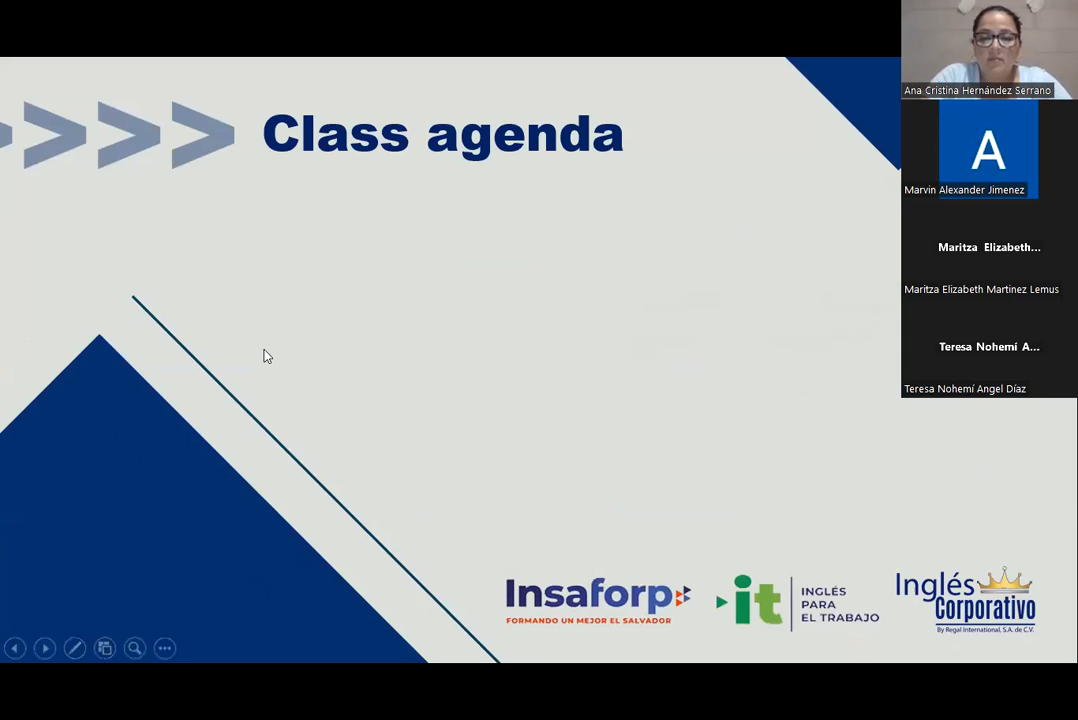 Class agenda
Ana Cristina Hernández Serrano
A
Marvin Alexander Jimenez
Maritza Elizabeth...
Maritza Elizabeth Martinez Lemus
Teresa Nohemí A...
Teresa Nohemí Angel Díaz
Insaforp
FORMANDO UN MEJOR EL SALVADOR
it
INGLÉS
PARA
EL TRABAJO
Inglés
Corporativo
By Regal International, S.A. de C.V.